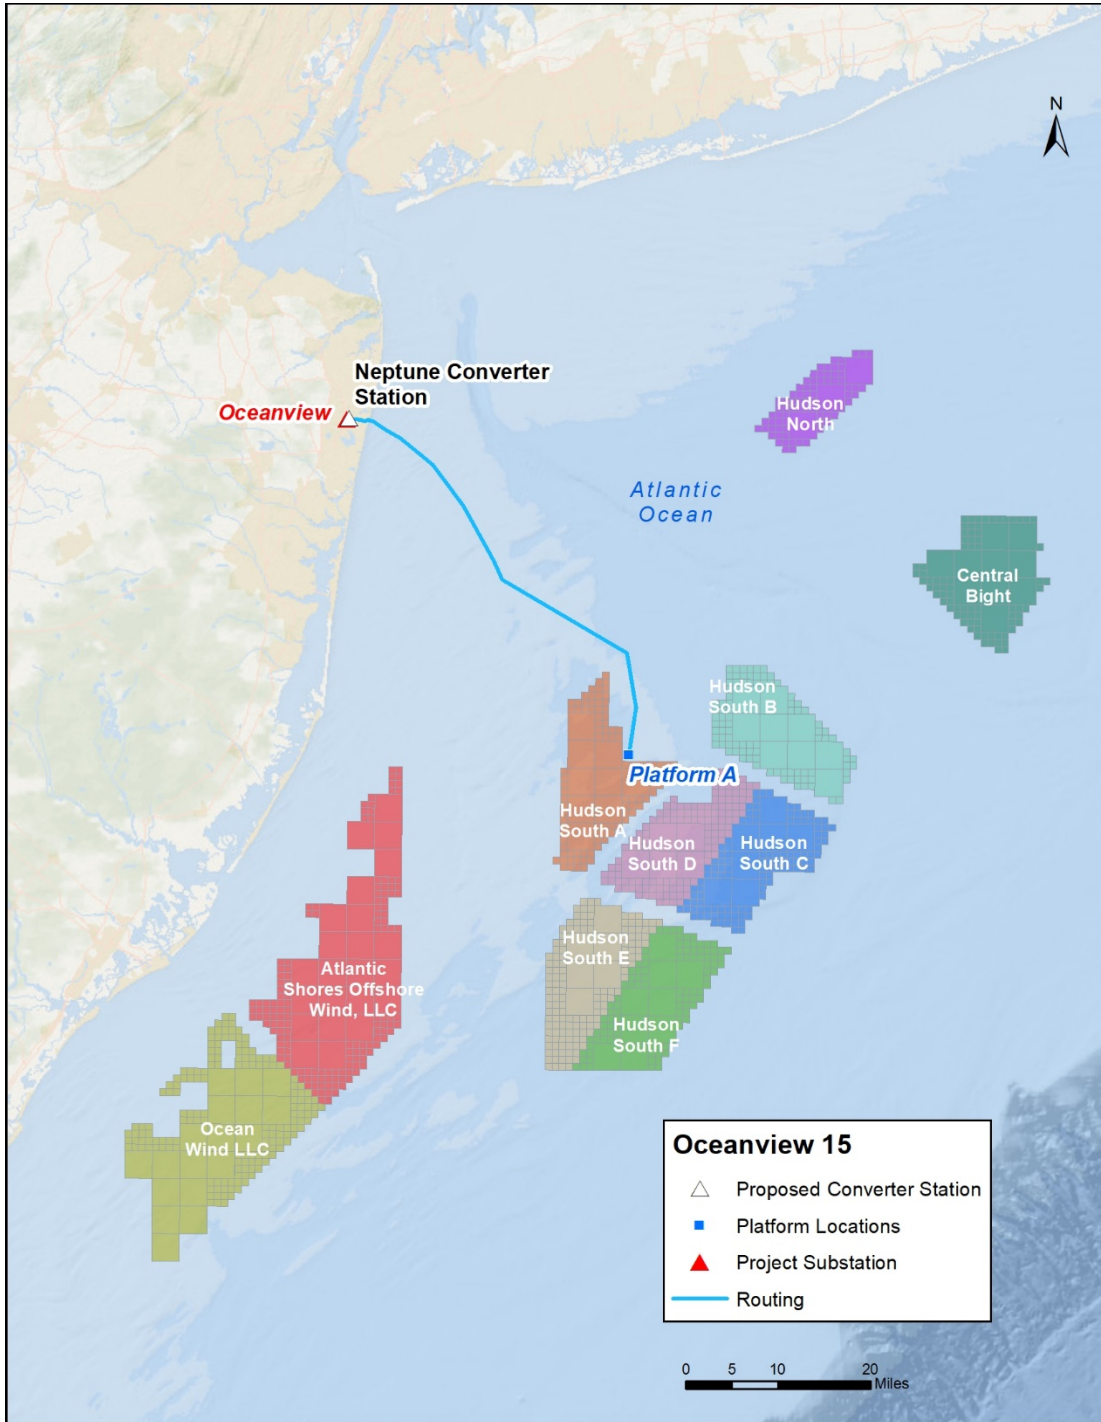 N
Neptune Converter
Station
Oceanview
Hudson
North
Atlantic
Ocean
Central
Bight
Hudson
South B
Platform A
Hudson
South A
Hudson
South D
Hudson
South C
Hudson
South E
Atlantic
Shores Offshore
Wind, LLC
Hudson
South F
Ocean
Wind LLC
Oceanview 15
Proposed Converter Station
Platform Locations
Project Substation
Routing
0 5 10 20
Miles